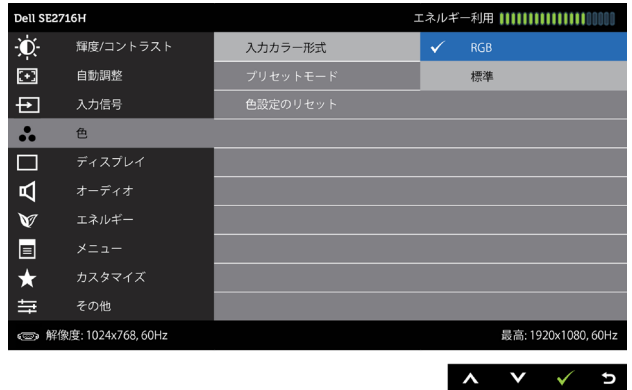 Dell SE2716H エネルギー利用
輝度/コントラスト 入力カラー形式 RGB
自動調整 プリセットモード 標準
入力信号 色設定のリセット
色
ディスプレイ
オーディオ
エネルギー
メニュー
カスタマイズ
その他
解像度: 1024x768, 60Hz 最高: 1920x1080, 60Hz